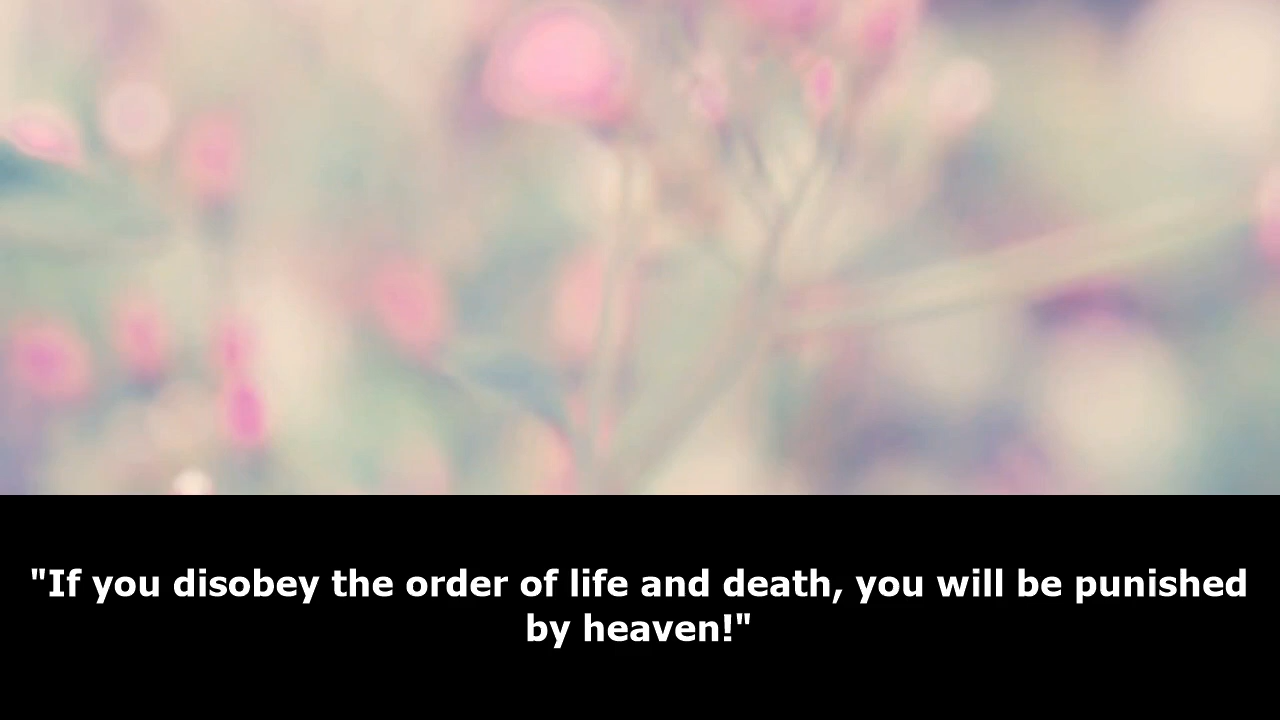 "If you disobey the order of life and death, you will be punished
by heaven!"